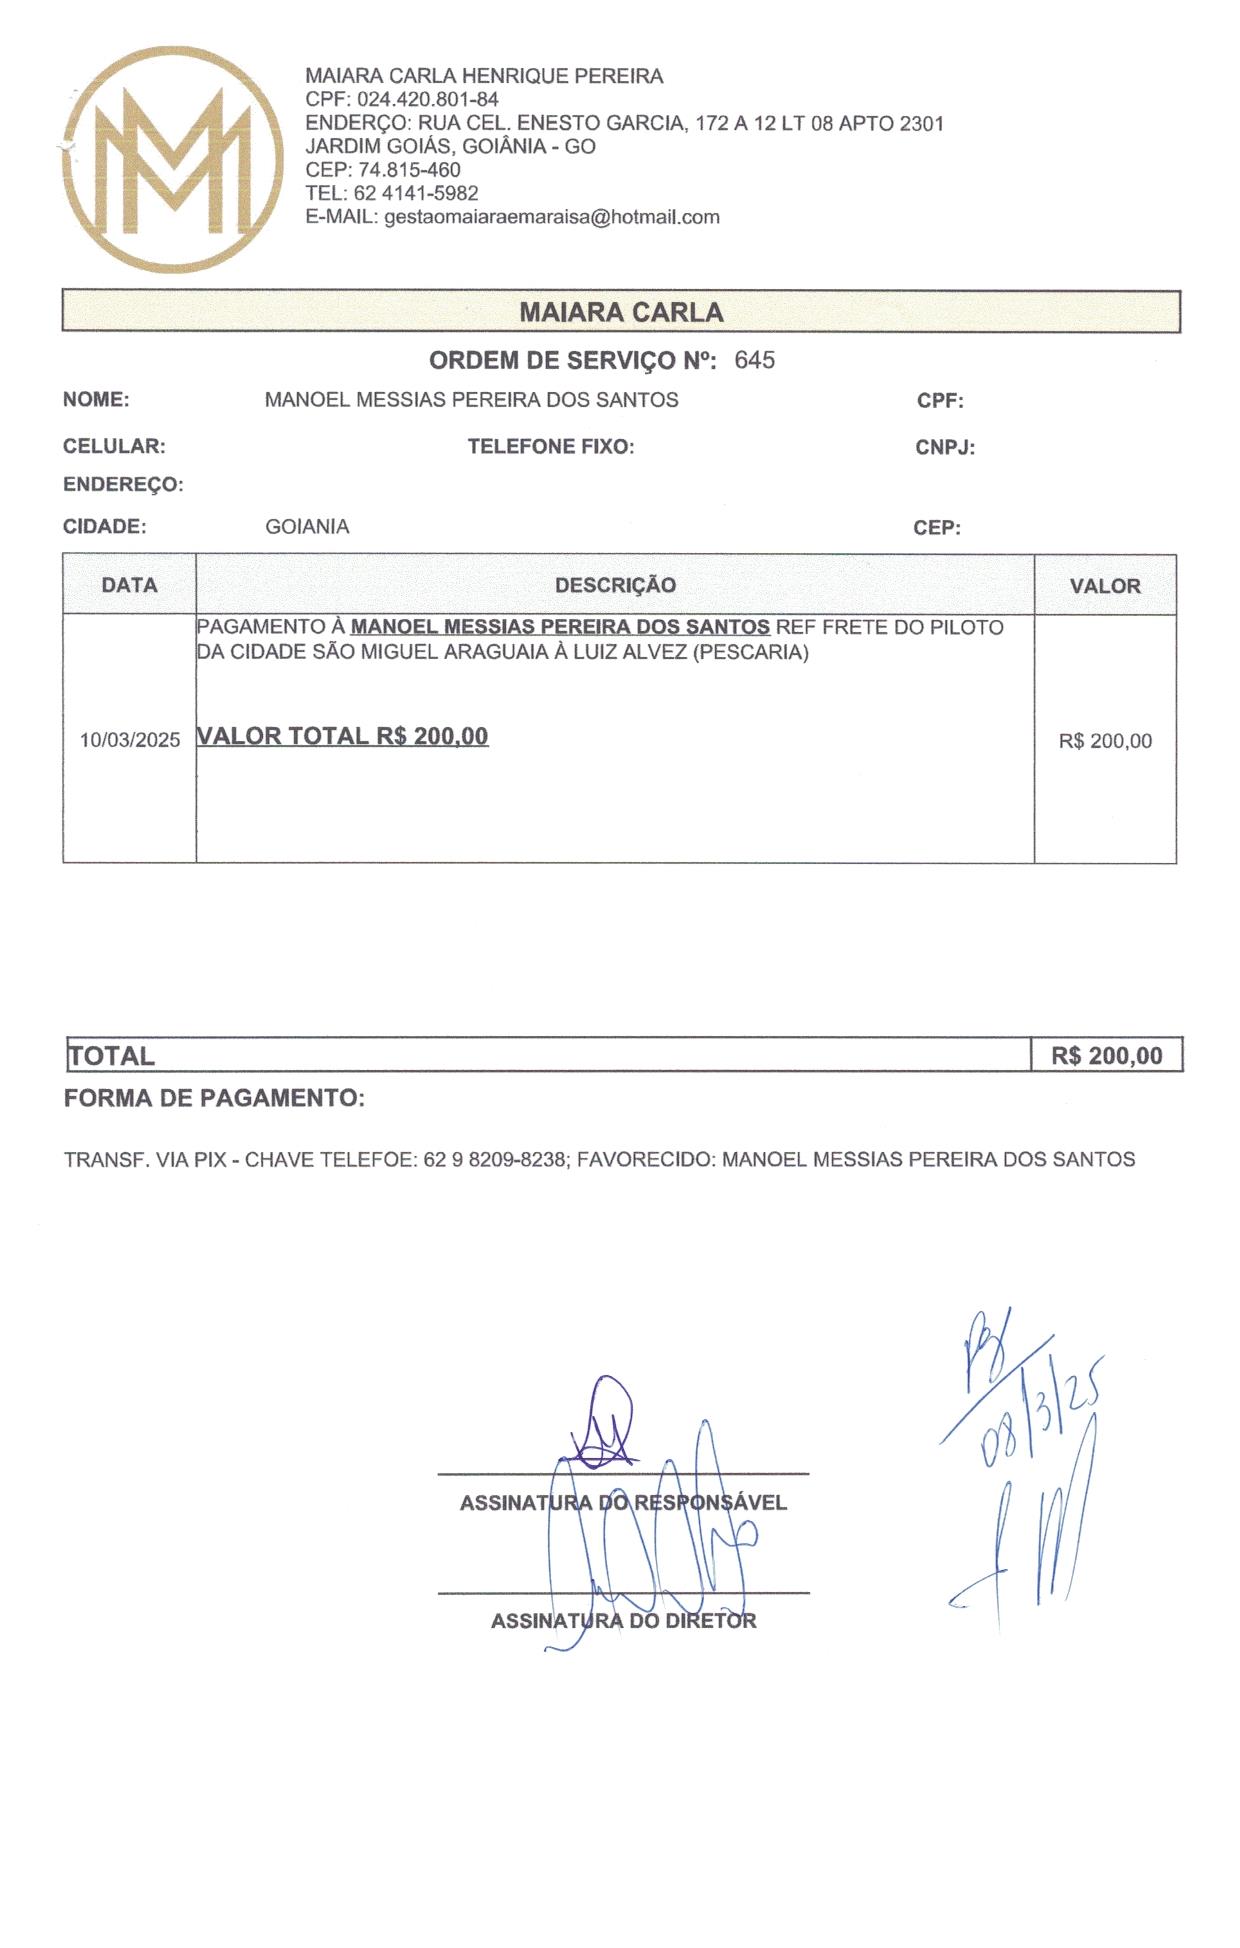 MAIARA CARLA HENRIQUE PEREIRA
CPF: 024.420.801-84
ENDERÇO: RUA CEL. ENESTO GARCIA, 172 A 12 LT 08 APTO 2301
JARDIM GOIÁS, GOIÂNIA - GO
CEP: 74.815-460
TEL: 62 4141-5982
E-MAIL: gestaomaiaraemaraisa@hotmail.com
MAIARA CARLA
ORDEM DE SERVIÇO Nº: 645
NOME: MANOEL MESSIAS PEREIRA DOS SANTOS CPF:
CELULAR: TELEFONE FIXO: CNPJ:
ENDEREÇO:
CIDADE: GOIANIA CEP:
DATA DESCRIÇÃO VALOR
PAGAMENTO À MANOEL MESSIAS PEREIRA DOS SANTOS REF FRETE DO PILOTO
DA CIDADE SÃO MIGUEL ARAGUAIA À LUIZ ALVEZ (PESCARIA)
10/03/2025 VALOR TOTAL R$ 200,00 R$ 200,00
TOTAL R$ 200,00
FORMA DE PAGAMENTO:
TRANSF. VIA PIX - CHAVE TELEFOE: 62 9 8209-8238; FAVORECIDO: MANOEL MESSIAS PEREIRA DOS SANTOS
08/3/25
ASSINATURA DO RESPONSÁVEL
ASSINATURA DO DIRETOR